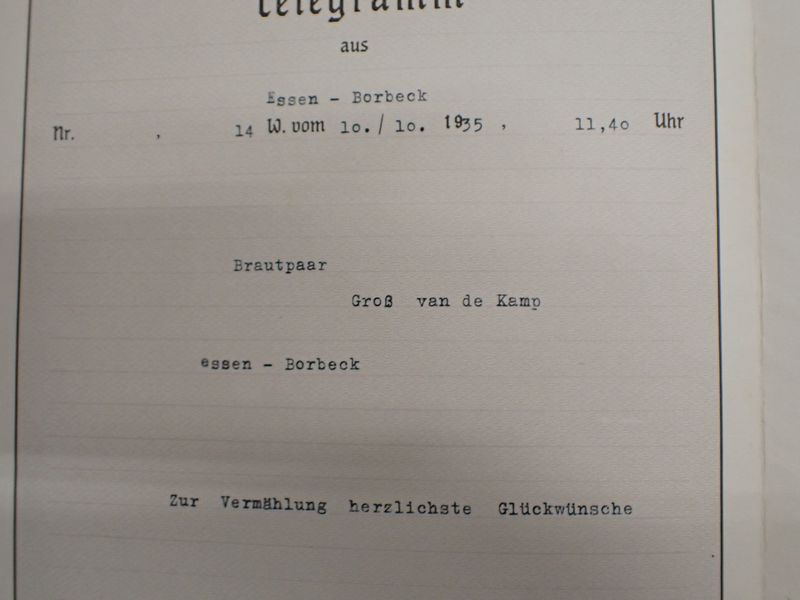 Telegramm
aus
Essen - Borbeck
Nr. , 14 W. vom 10./ 10. 1935 , 11,40 Uhr
Brautpaar
Groß van de Kamp
essen - Borbeck
Zur Vermählung herzlichste Glückwünsche